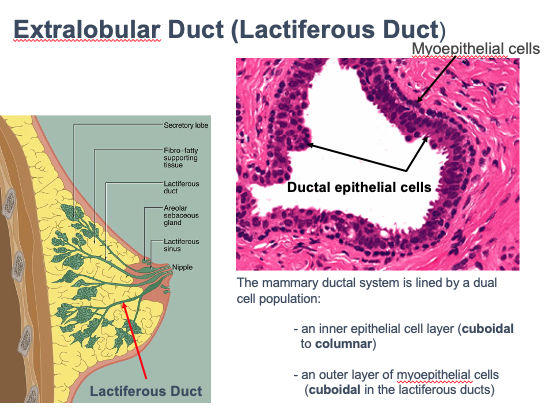 Extralobular Duct (Lactiferous Duct)
Myoepithelial cells
Secretory lobe
Fibro–fatty
supporting
tissue
Lactiferous
duct
Areolar
sebaceous
gland
Lactiferous
sinus
Nipple
Lactiferous Duct
Ductal epithelial cells
The mammary ductal system is lined by a dual
cell population:
- an inner epithelial cell layer (cuboidal
to columnar)
- an outer layer of myoepithelial cells
(cuboidal in the lactiferous ducts)